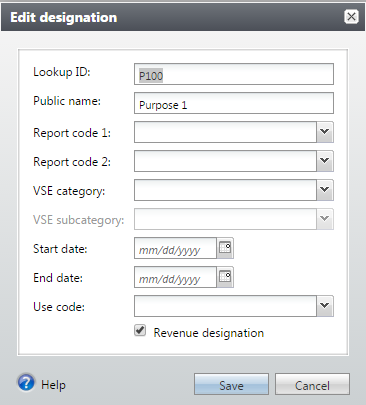 Edit designation
Lookup ID: P100
Public name: Purpose 1
Report code 1:
Report code 2:
VSE category:
VSE subcategory:
Start date: mm/dd/yyyy
End date: mm/dd/yyyy
Use code:
Revenue designation
Help Save Cancel